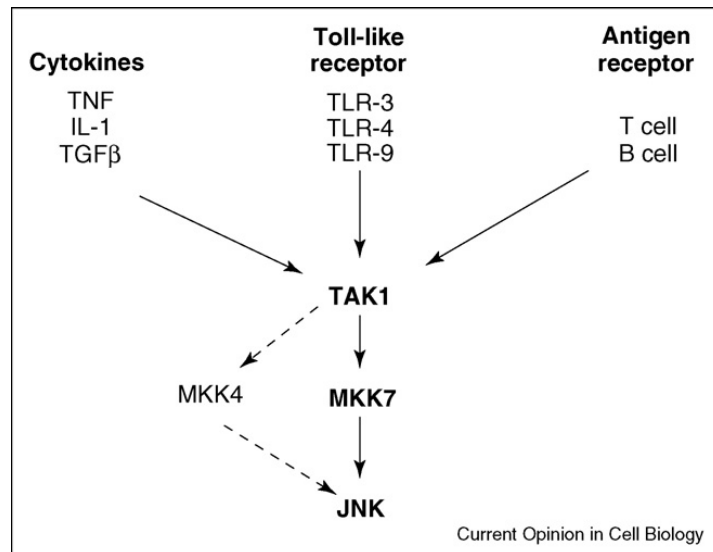 Cytokines
TNF
IL-1
TGFβ
Toll-like
receptor
TLR-3
TLR-4
TLR-9
Antigen
receptor
T cell
B cell
TAK1
MKK4
MKK7
JNK
Current Opinion in Cell Biology